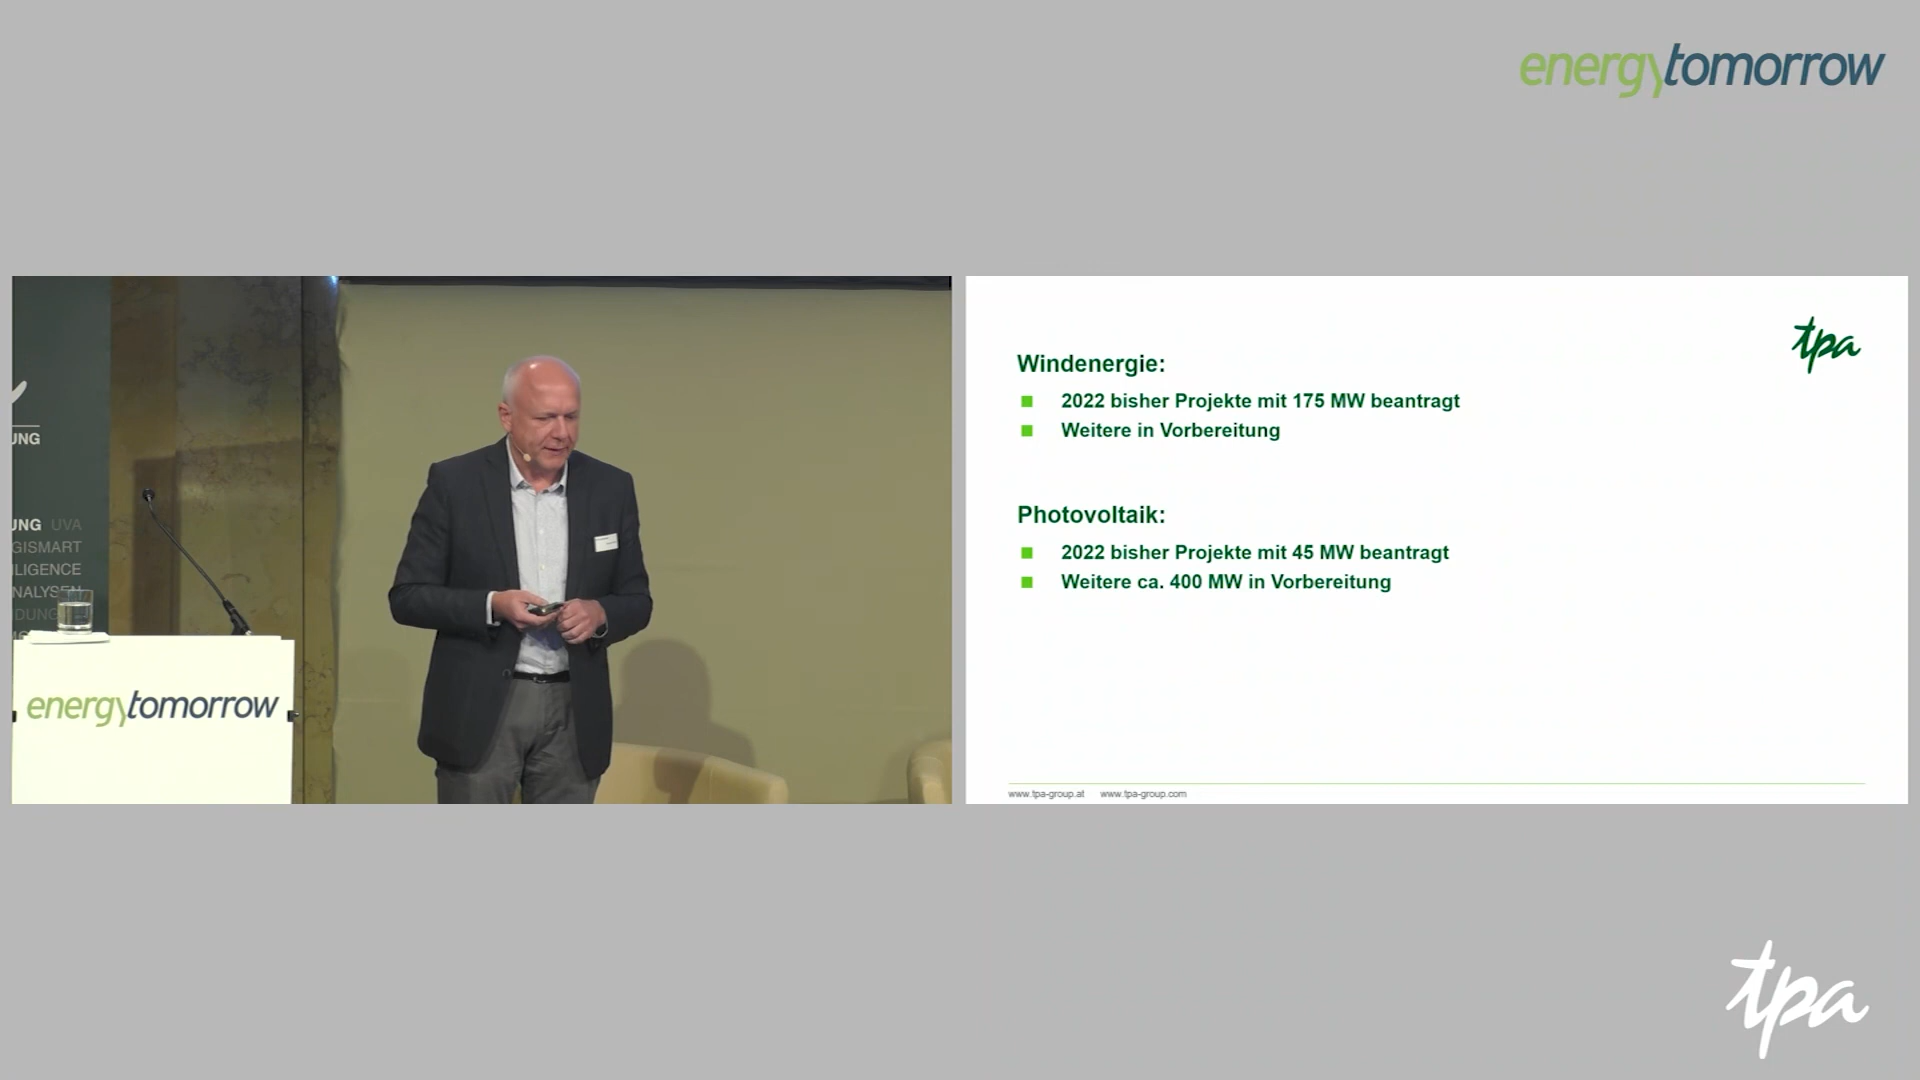 energytomorrow
UNG
UNG UVA
GISMART
LIGENCE
NALYSEN
DUNG
energytomorrow
tpa
Windenergie:
2022 bisher Projekte mit 175 MW beantragt
Weitere in Vorbereitung
Photovoltaik:
2022 bisher Projekte mit 45 MW beantragt
Weitere ca. 400 MW in Vorbereitung
www.tpa-group.at www.tpa-group.com
tpa